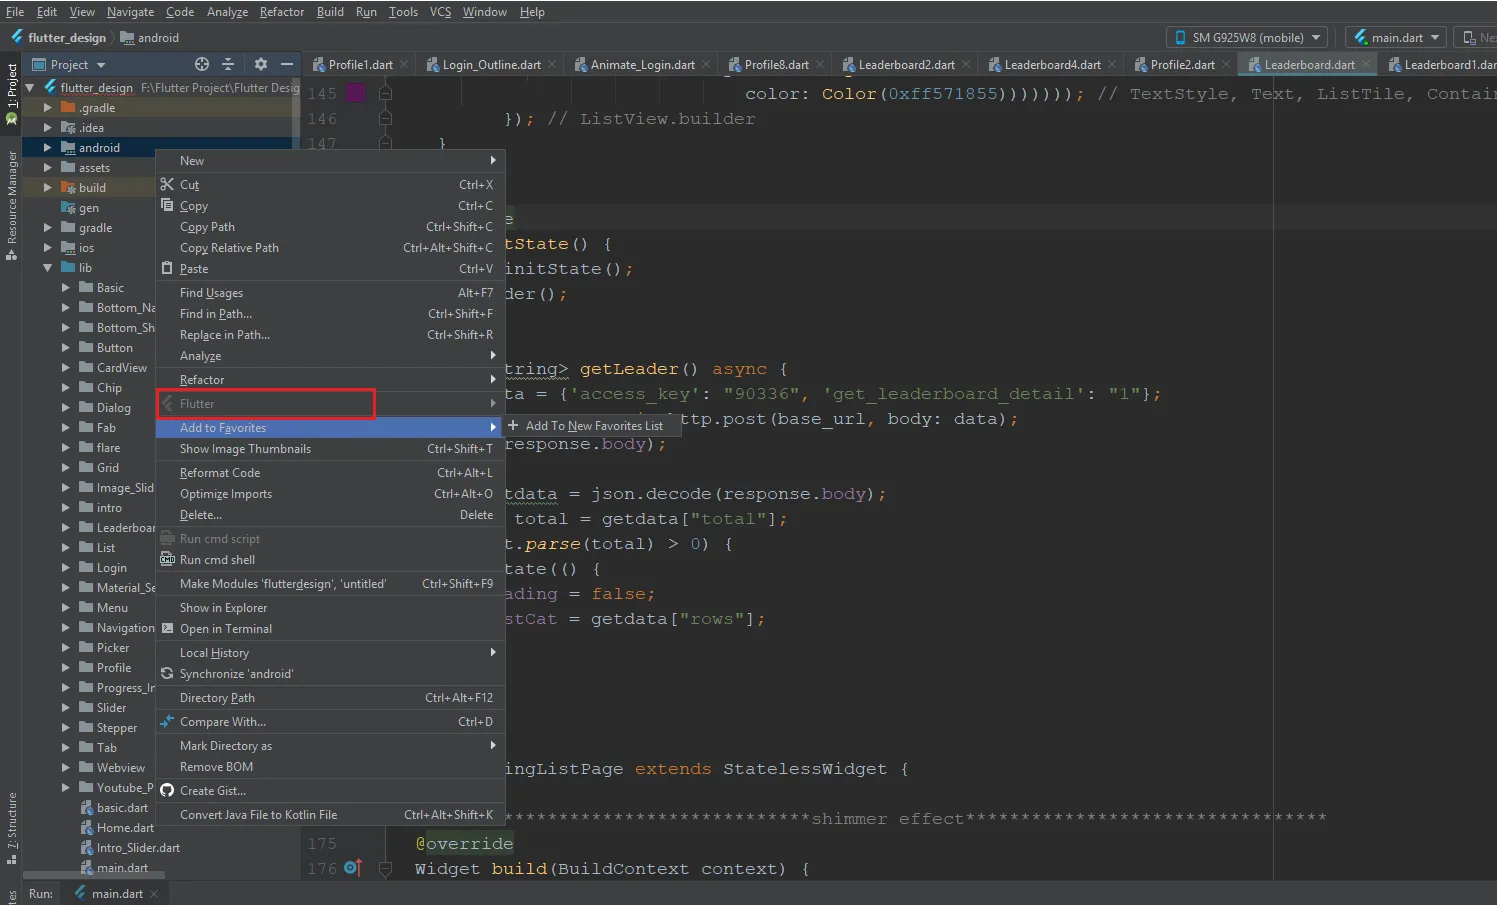 File Edit View Navigate Code Analyze Refactor Build Run Tools VCS Window Help
flutter_design android
SM G925W8 (mobile) main.dart
Project
Profile1.dart Login_Outline.dart Animate_Login.dart Profile8.dart Leaderboard2.dart Leaderboard4.dart Profile2.dart Leaderboard.dart Leaderboard1.dar
1: Project
Resource Manager
7: Structure
flutter_design F:\Flutter Project\Flutter Desig
.gradle
.idea
android
assets
build
gen
gradle
ios
lib
Basic
Bottom_Na
Bottom_Sh
Button
CardView
Chip
Dialog
Fab
flare
Grid
Image_Slid
intro
Leaderboar
List
Login
Material_Se
Menu
Navigation
Picker
Profile
Progress_In
Slider
Stepper
Tab
Webview
Youtube_P
basic.dart
Home.dart
Intro_Slider.dart
main.dart
New
Cut Ctrl+X
Copy Ctrl+C
Copy Path Ctrl+Shift+C
Copy Relative Path Ctrl+Alt+Shift+C
Paste Ctrl+V
Find Usages Alt+F7
Find in Path... Ctrl+Shift+F
Replace in Path... Ctrl+Shift+R
Analyze
Refactor
Flutter
Add to Favorites
Add To New Favorites List
Show Image Thumbnails Ctrl+Shift+T
Reformat Code Ctrl+Alt+L
Optimize Imports Ctrl+Alt+O
Delete... Delete
Run cmd script
Run cmd shell
Make Modules 'flutterdesign', 'untitled' Ctrl+Shift+F9
Show in Explorer
Open in Terminal
Local History
Synchronize 'android'
Directory Path Ctrl+Alt+F12
Compare With... Ctrl+D
Mark Directory as
Remove BOM
Create Gist...
Convert Java File to Kotlin File Ctrl+Alt+Shift+K
145 color: Color(0xff571855))))))); // TextStyle, Text, ListTile, Contain
146 }); // ListView.builder
147 }
e
tState() {
initState();
der();
tring> getLeader() async {
ta = {'access_key': "90336", 'get_leaderboard_detail': "1"};
ttp.post(base_url, body: data);
response.body);
tdata = json.decode(response.body);
total = getdata["total"];
t.parse(total) > 0) {
tate(() {
ading = false;
stCat = getdata["rows"];
ingListPage extends StatelessWidget {
****************************shimmer effect*********************************
175 @override
176 Widget build(BuildContext context) {
Run: main.dart